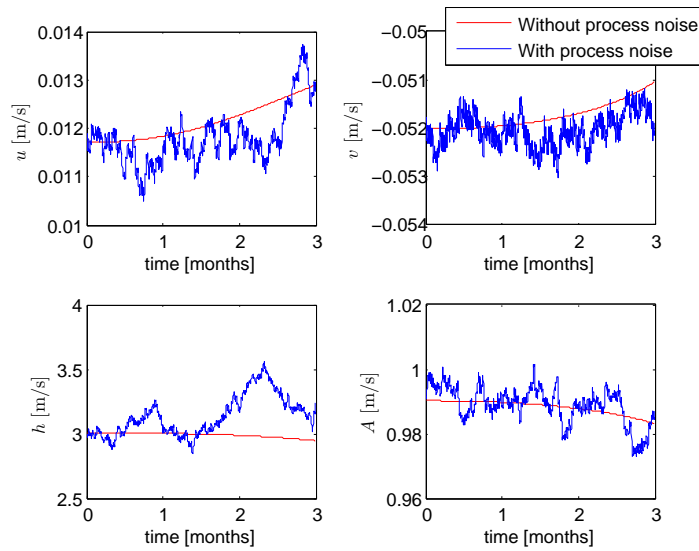 0.014
0.013
0.012
0.011
0.01
u [m/s]
0 1 2 3
time [months]
Without process noise
With process noise
−0.05
−0.051
−0.052
−0.053
−0.054
v [m/s]
0 1 2 3
time [months]
4
3.5
3
2.5
h [m/s]
0 1 2 3
time [months]
1.02
1
0.98
0.96
A [m/s]
0 1 2 3
time [months]